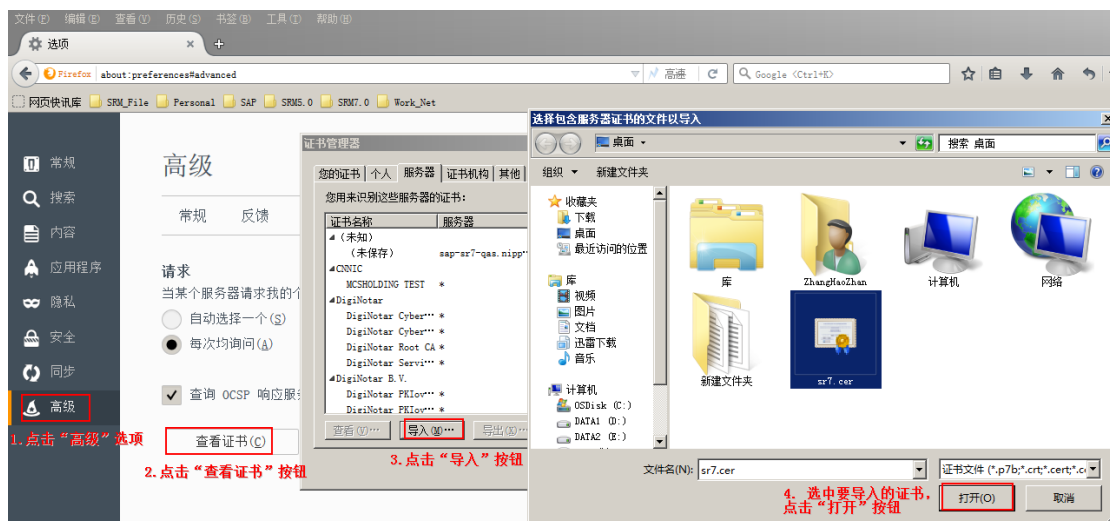 文件(F) 编辑(E) 查看(V) 历史(S) 书签(B) 工具(T) 帮助(H)
选项 × +
Firefox about:preferences#advanced 高速 C Google <Ctrl+K>
网页快讯库 SRM_File Personal SAP SRM5.0 SRM7.0 Work_Net
常规
搜索
内容
应用程序
隐私
安全
同步
高级
1.点击“高级”选项
高级
常规 反馈
请求
当某个服务器请求我的个
自动选择一个(S)
每次均询问(A)
查询 OCSP 响应服务
查看证书(C)
2.点击“查看证书”按钮
证书管理器
您的证书 个人 服务器 证书机构 其他
您用来识别这些服务器的证书:
证书名称 服务器
(未知)
(未保存) sap-sr7-qas.nipp…
CNNIC
MCSHOLDING TEST *
DigiNotar
DigiNotar Cyber… *
DigiNotar Cyber… *
DigiNotar Root CA *
DigiNotar Servi… *
DigiNotar B.V.
DigiNotar PKIov… *
DigiNotar PKIov… *
查看(V)… 导入(M)… 导出(X)…
3.点击“导入”按钮
选择包含服务器证书的文件以导入
桌面 搜索 桌面
组织 新建文件夹
收藏夹
下载
桌面
最近访问的位置
库
视频
图片
文档
迅雷下载
音乐
计算机
OSDisk (C:)
DATA1 (D:)
DATA2 (E:)
库 ZhangHaoZhan 计算机 网络
新建文件夹 sr7.cer
文件名(N): sr7.cer 证书文件 (*.p7b;*.crt;*.cert;*.c
4. 选中要导入的证书,
点击“打开”按钮
打开(O) 取消